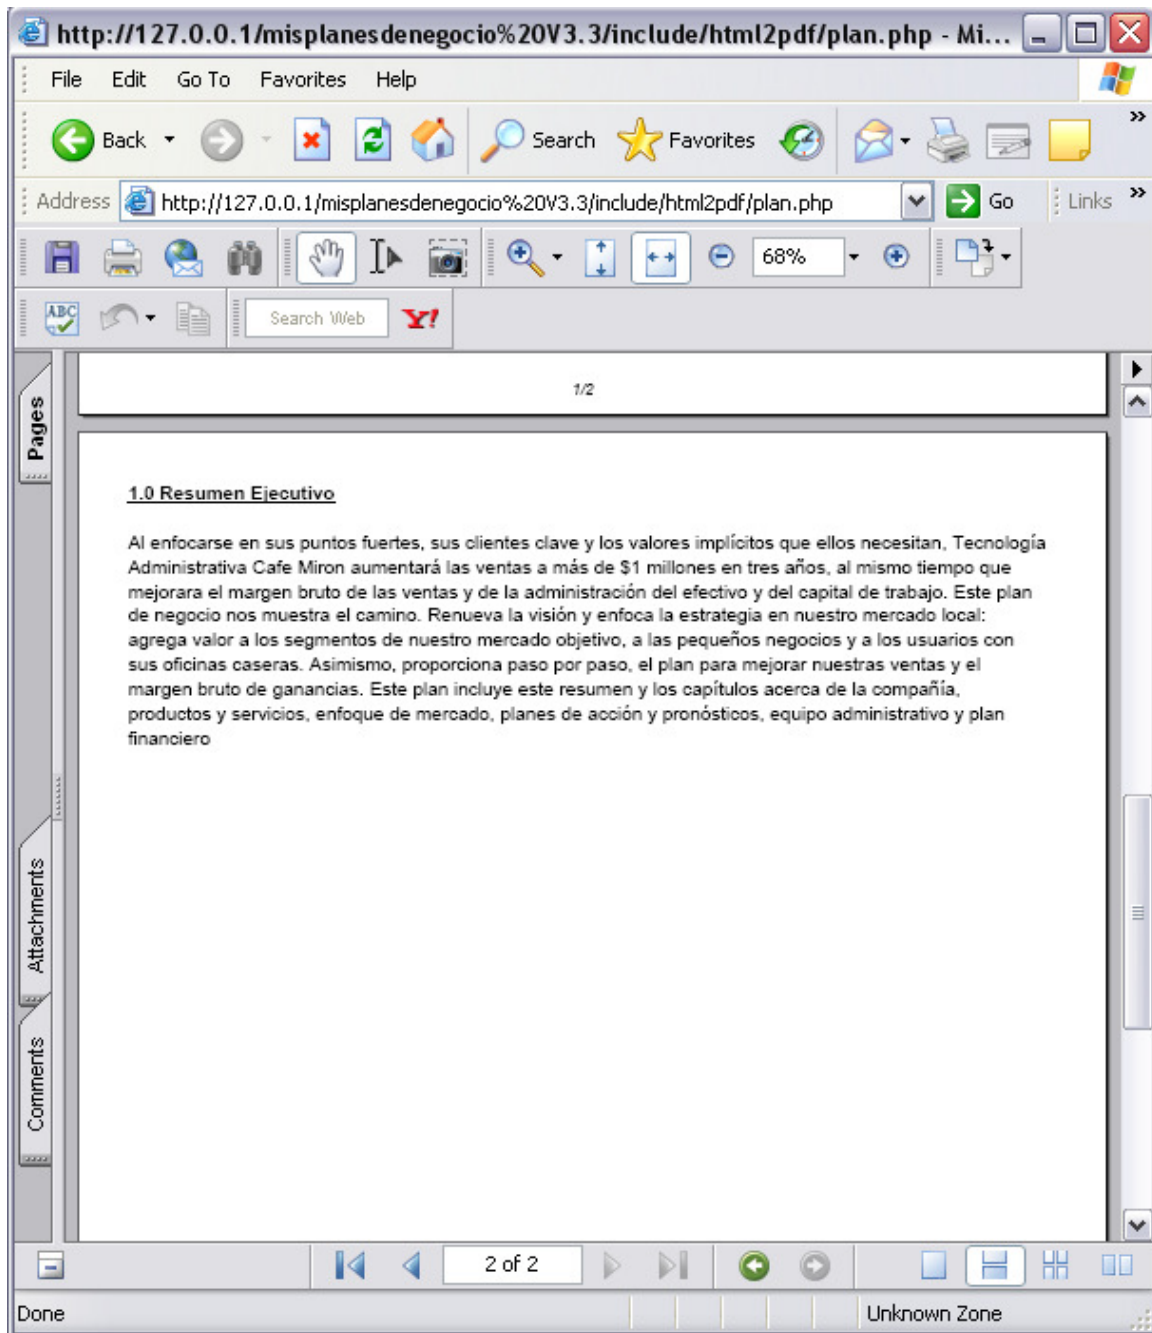 http://127.0.0.1/misplanesdenegocio%20V3.3/include/html2pdf/plan.php - Mi...
File Edit Go To Favorites Help
Back Search Favorites »
Address http://127.0.0.1/misplanesdenegocio%20V3.3/include/html2pdf/plan.php Go Links »
68%
ABC Search Web Y!
Pages
1/2
1.0 Resumen Ejecutivo
Al enfocarse en sus puntos fuertes, sus clientes clave y los valores implícitos que ellos necesitan, Tecnología
Administrativa Cafe Miron aumentará las ventas a más de $1 millones en tres años, al mismo tiempo que
mejorara el margen bruto de las ventas y de la administración del efectivo y del capital de trabajo. Este plan
de negocio nos muestra el camino. Renueva la visión y enfoca la estrategia en nuestro mercado local:
agrega valor a los segmentos de nuestro mercado objetivo, a las pequeños negocios y a los usuarios con
sus oficinas caseras. Asimismo, proporciona paso por paso, el plan para mejorar nuestras ventas y el
margen bruto de ganancias. Este plan incluye este resumen y los capítulos acerca de la compañía,
productos y servicios, enfoque de mercado, planes de acción y pronósticos, equipo administrativo y plan
financiero
Attachments
Comments
2 of 2
Done Unknown Zone